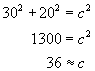 30² + 20² = c²
1300 = c²
36 ≈ c